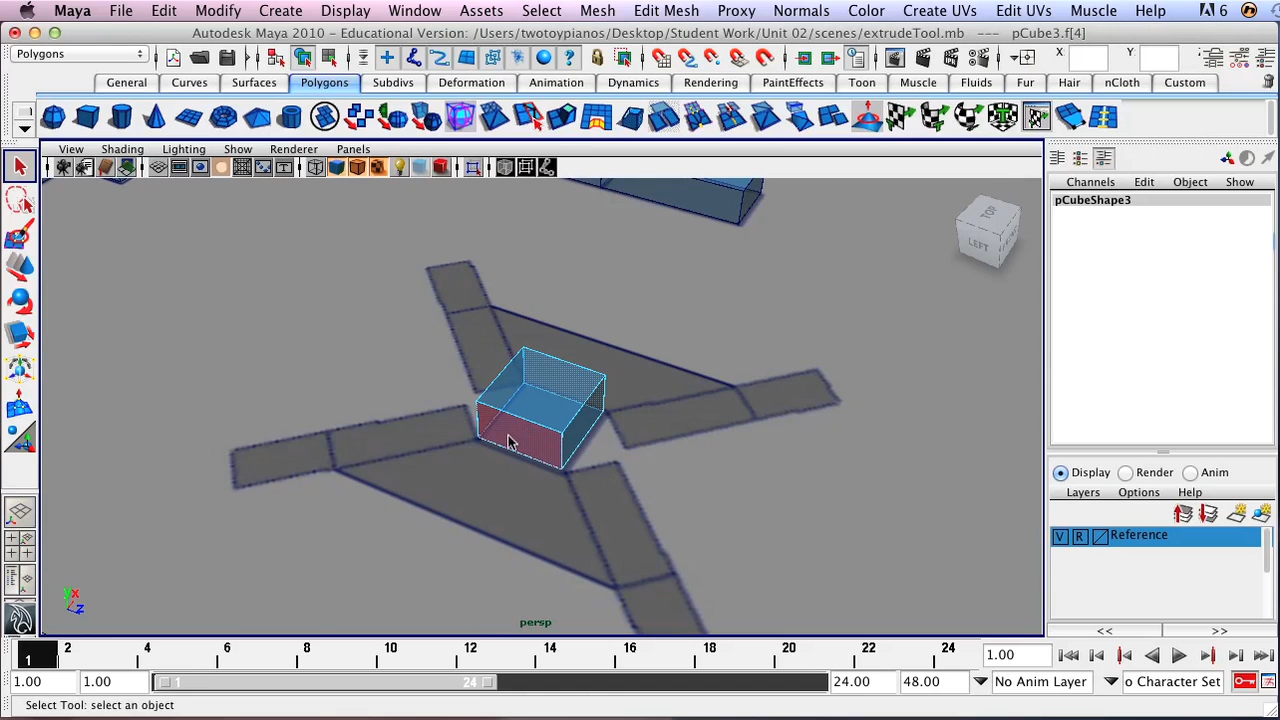 Maya File Edit Modify Create Display Window Assets Select Mesh Edit Mesh Proxy Normals Color Create UVs Edit UVs Muscle Help 6
Autodesk Maya 2010 - Educational Version: /Users/twotoypianos/Desktop/Student Work/Unit 02/scenes/extrudeTool.mb --- pCube3.f[4]
Polygons X Y
General Curves Surfaces Polygons Subdivs Deformation Animation Dynamics Rendering PaintEffects Toon Muscle Fluids Fur Hair nCloth Custom
View Shading Lighting Show Renderer Panels
Channels Edit Object Show
pCubeShape3
TOP
LEFT
Display Render Anim
Layers Options Help
V R Reference
y x
z
persp
<< >>
1 2 4 6 8 10 12 14 16 18 20 22 24 1.00
1.00 1.00 1 24 24.00 48.00 No Anim Layer o Character Set
Select Tool: select an object